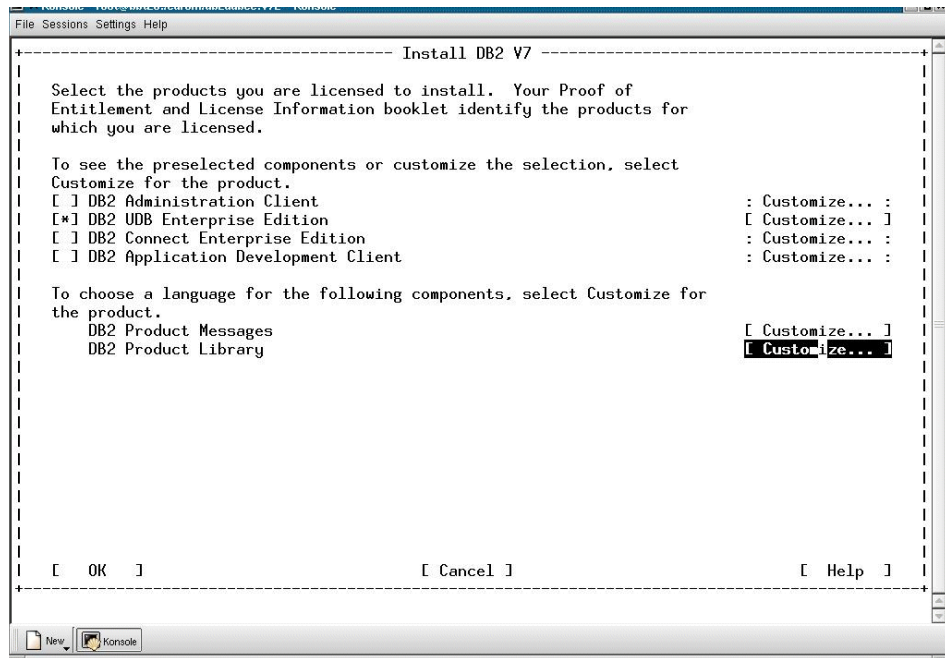 File Sessions Settings Help
Install DB2 V7
Select the products you are licensed to install. Your Proof of
Entitlement and License Information booklet identify the products for
which you are licensed.
To see the preselected components or customize the selection, select
Customize for the product.
[ ] DB2 Administration Client : Customize... :
[*] DB2 UDB Enterprise Edition [ Customize... ]
[ ] DB2 Connect Enterprise Edition : Customize... :
[ ] DB2 Application Development Client : Customize... :
To choose a language for the following components, select Customize for
the product.
DB2 Product Messages [ Customize... ]
DB2 Product Library [ Customize... ]
[ OK ] [ Cancel ] [ Help ]
New Konsole